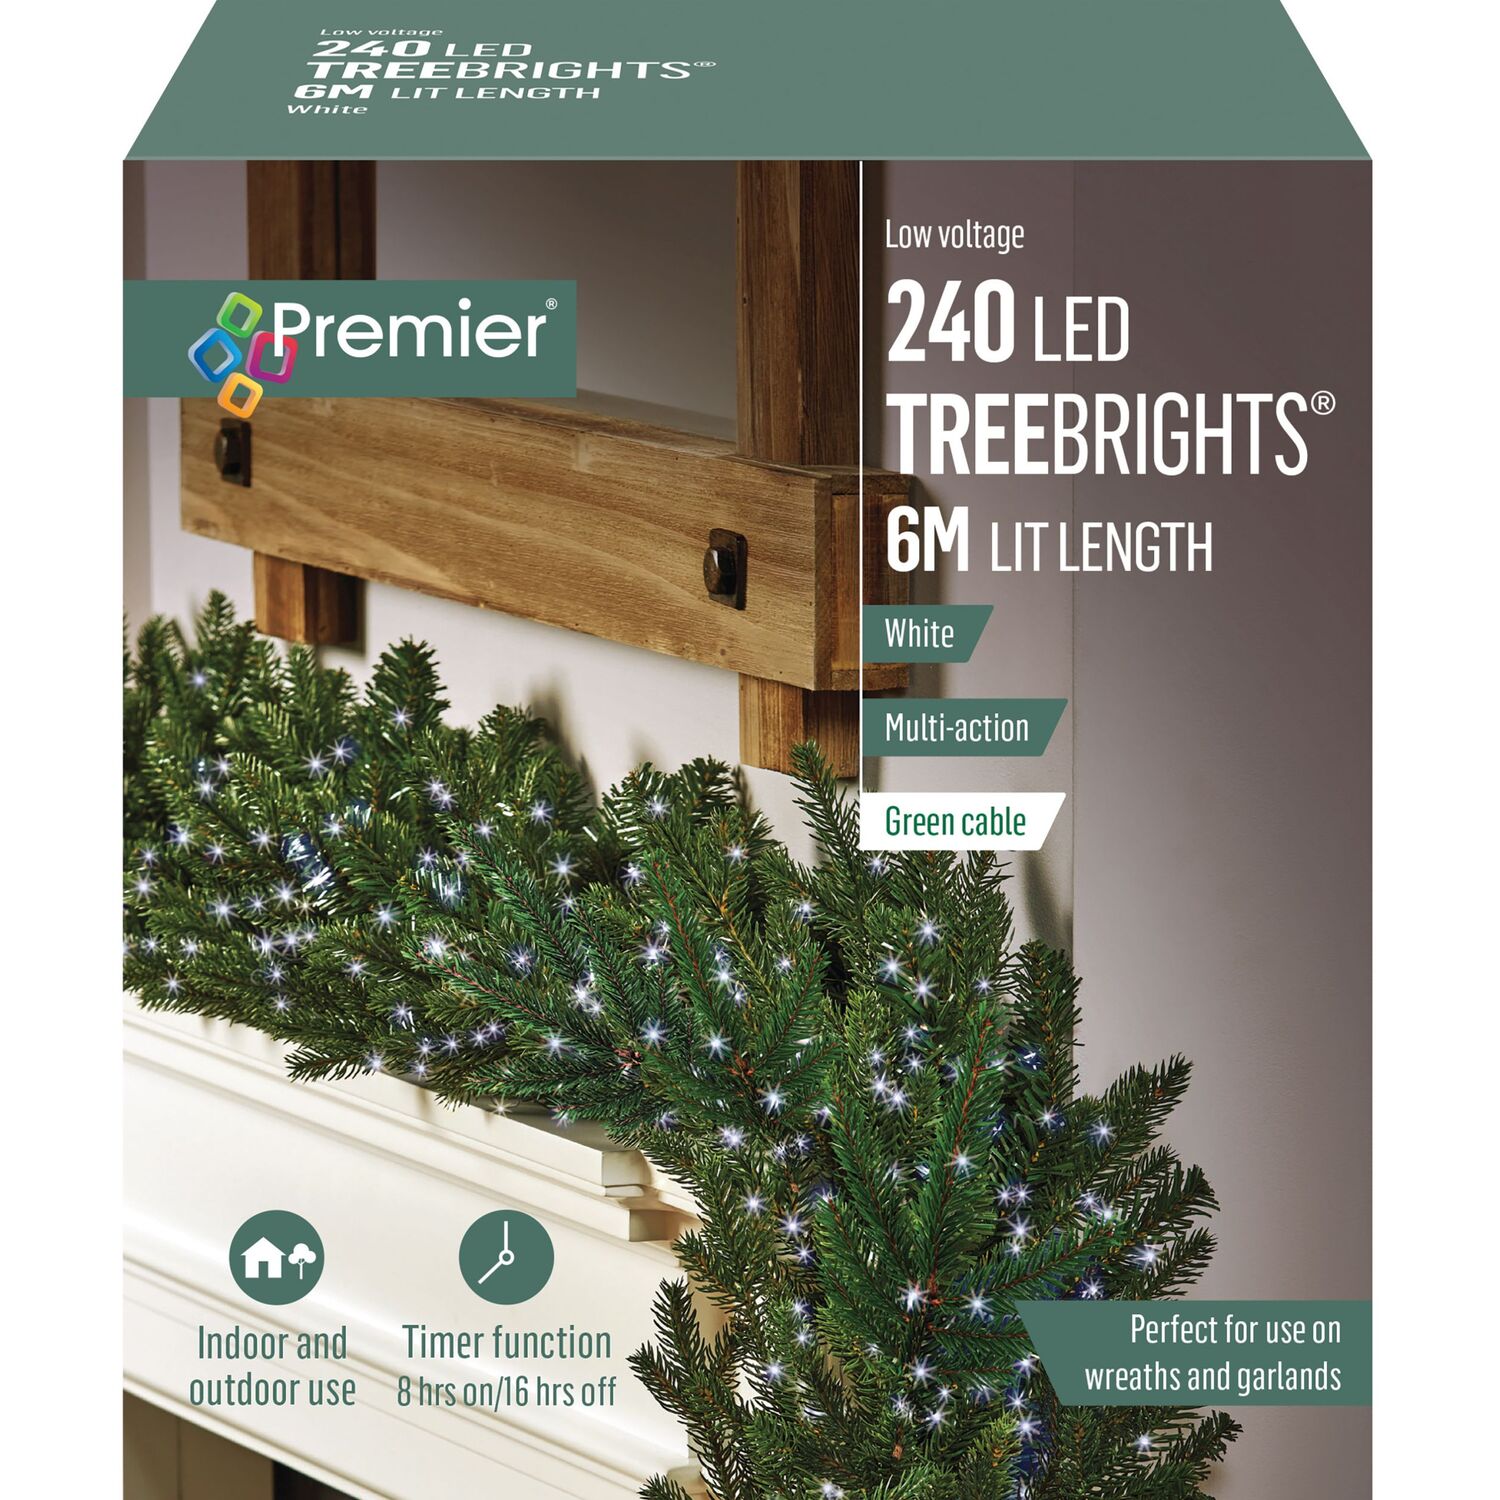 Low voltage
240 LED
TREEBRIGHTS®
6M LIT LENGTH
White
Premier®
Low voltage
240 LED
TREEBRIGHTS®
6M LIT LENGTH
White
Multi-action
Green cable
Indoor and
outdoor use
Timer function
8 hrs on/16 hrs off
Perfect for use on
wreaths and garlands